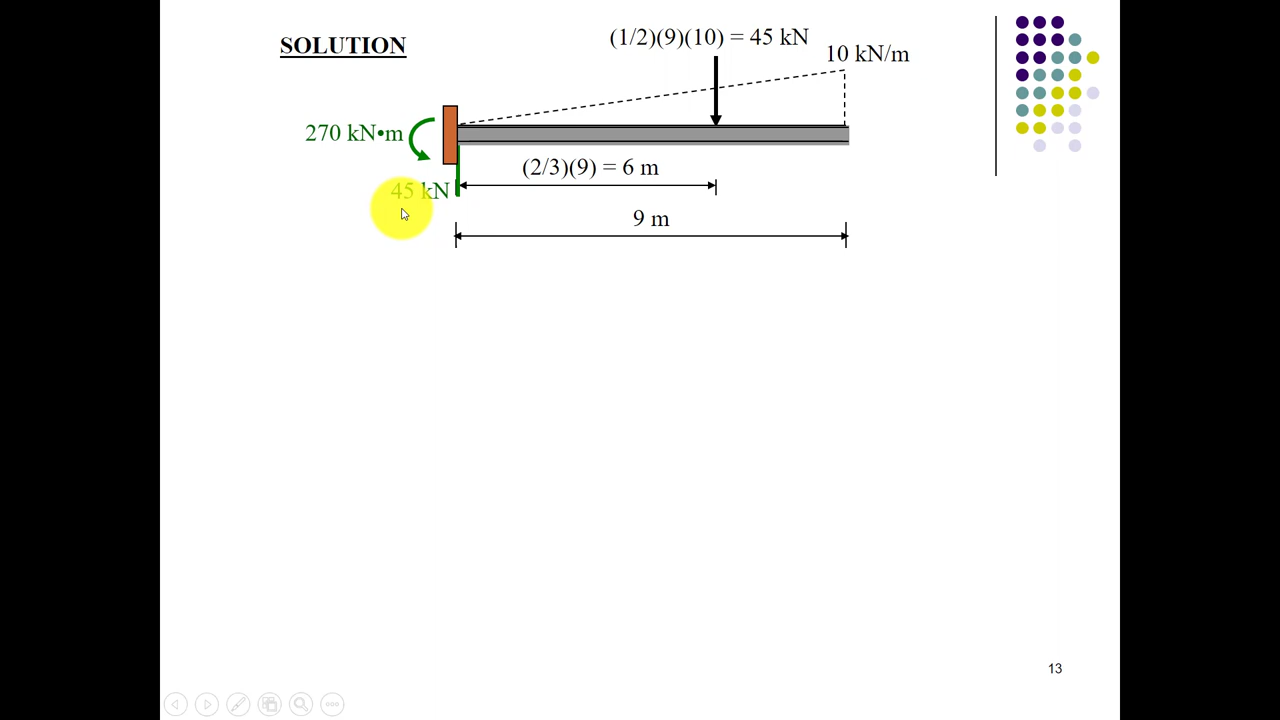 SOLUTION
(1/2)(9)(10) = 45 kN
10 kN/m
270 kN•m
(2/3)(9) = 6 m
45 kN
9 m
13